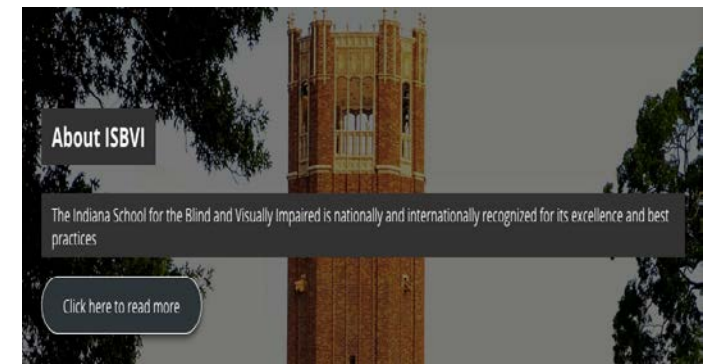 About ISBVI
The Indiana School for the Blind and Visually Impaired is nationally and internationally recognized for its excellence and best
practices
Click here to read more